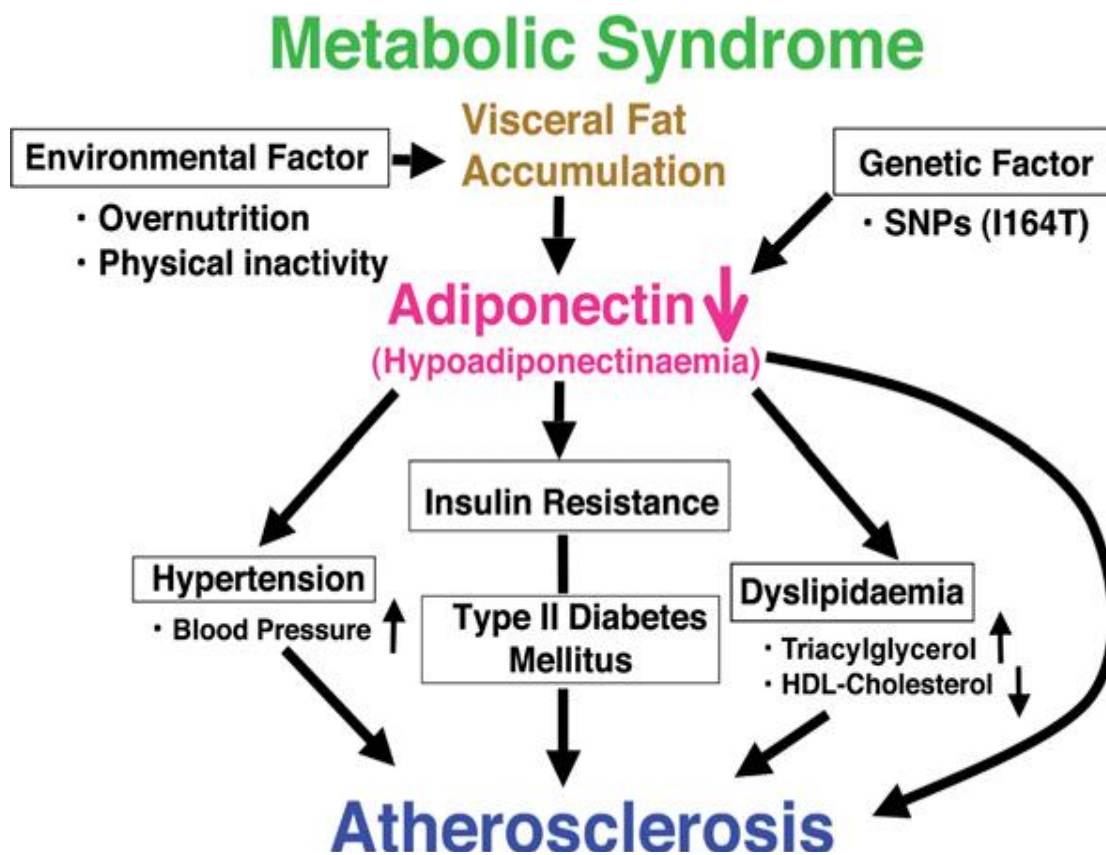 Metabolic Syndrome
Environmental Factor
· Overnutrition
· Physical inactivity
Visceral Fat
Accumulation
Genetic Factor
· SNPs (I164T)
Adiponectin ↓
(Hypoadiponectinaemia)
Hypertension
· Blood Pressure ↑
Insulin Resistance
Type II Diabetes
Mellitus
Dyslipidaemia
· Triacylglycerol ↑
· HDL-Cholesterol ↓
Atherosclerosis